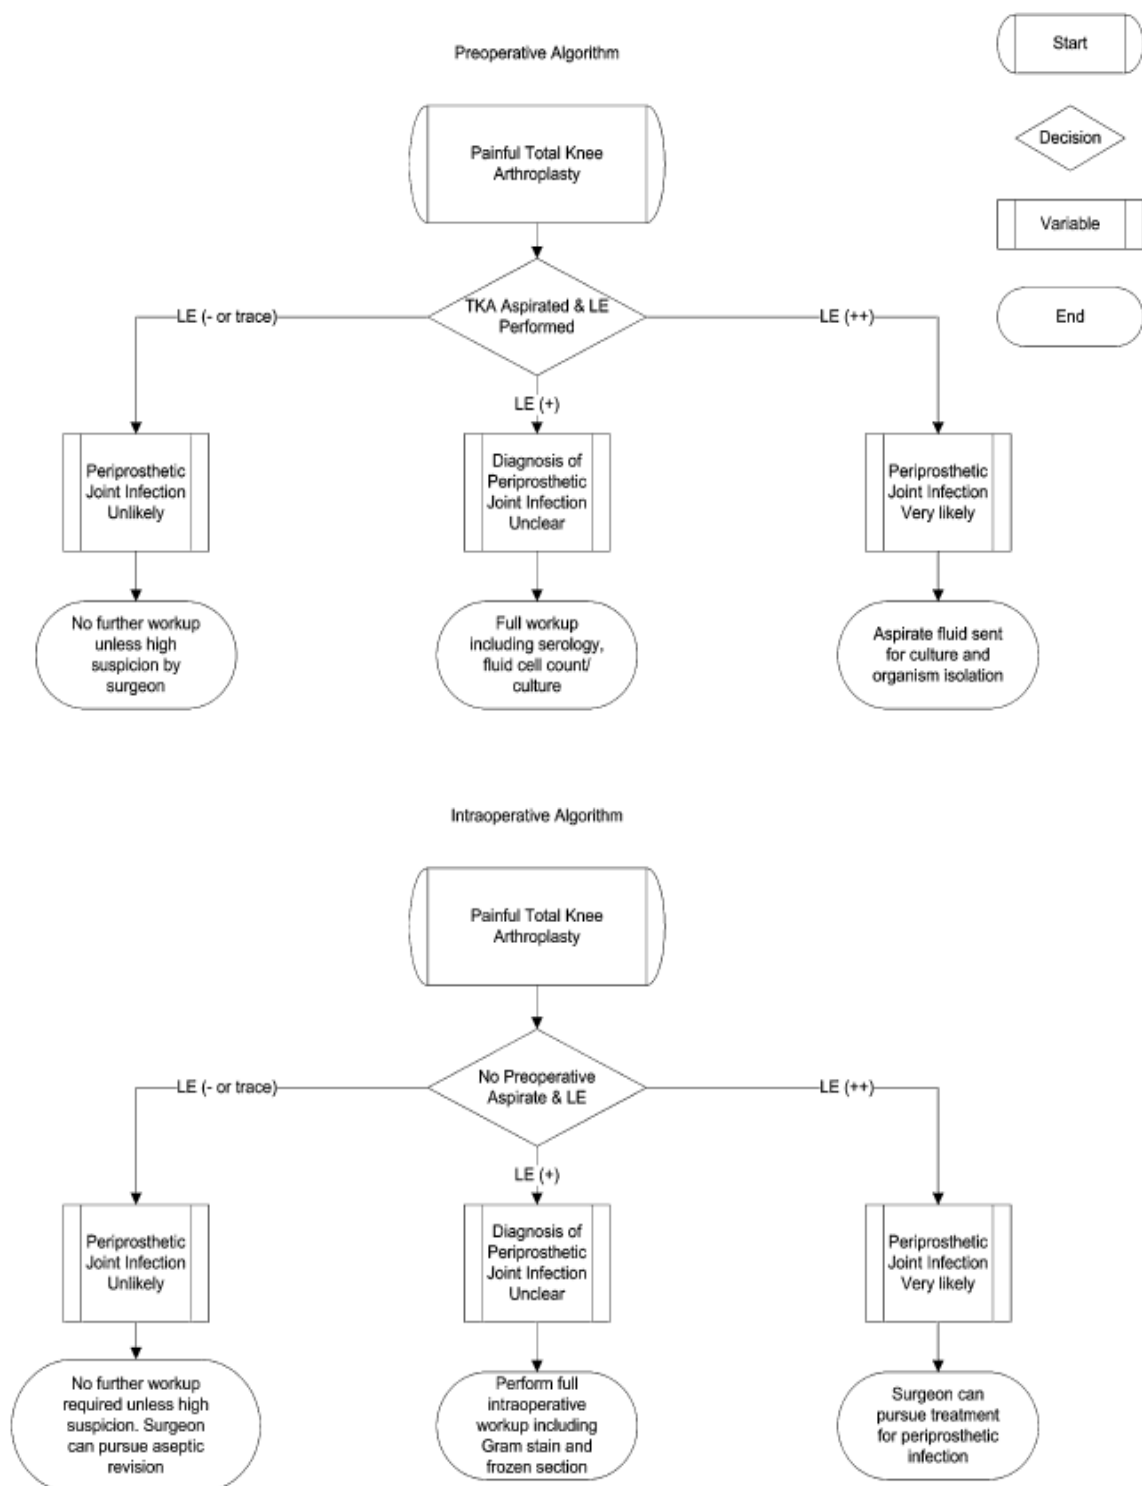 Preoperative Algorithm
Start
Decision
Variable
End
Painful Total Knee
Arthroplasty
TKA Aspirated & LE
Performed
LE (- or trace)
LE (+)
LE (++)
Periprosthetic
Joint Infection
Unlikely
Diagnosis of
Periprosthetic
Joint Infection
Unclear
Periprosthetic
Joint Infection
Very likely
No further workup
unless high
suspicion by
surgeon
Full workup
including serology,
fluid cell count/
culture
Aspirate fluid sent
for culture and
organism isolation
Intraoperative Algorithm
Painful Total Knee
Arthroplasty
No Preoperative
Aspirate & LE
LE (- or trace)
LE (+)
LE (++)
Periprosthetic
Joint Infection
Unlikely
Diagnosis of
Periprosthetic
Joint Infection
Unclear
Periprosthetic
Joint Infection
Very likely
No further workup
required unless high
suspicion. Surgeon
can pursue aseptic
revision
Perform full
intraoperative
workup including
Gram stain and
frozen section
Surgeon can
pursue treatment
for periprosthetic
infection